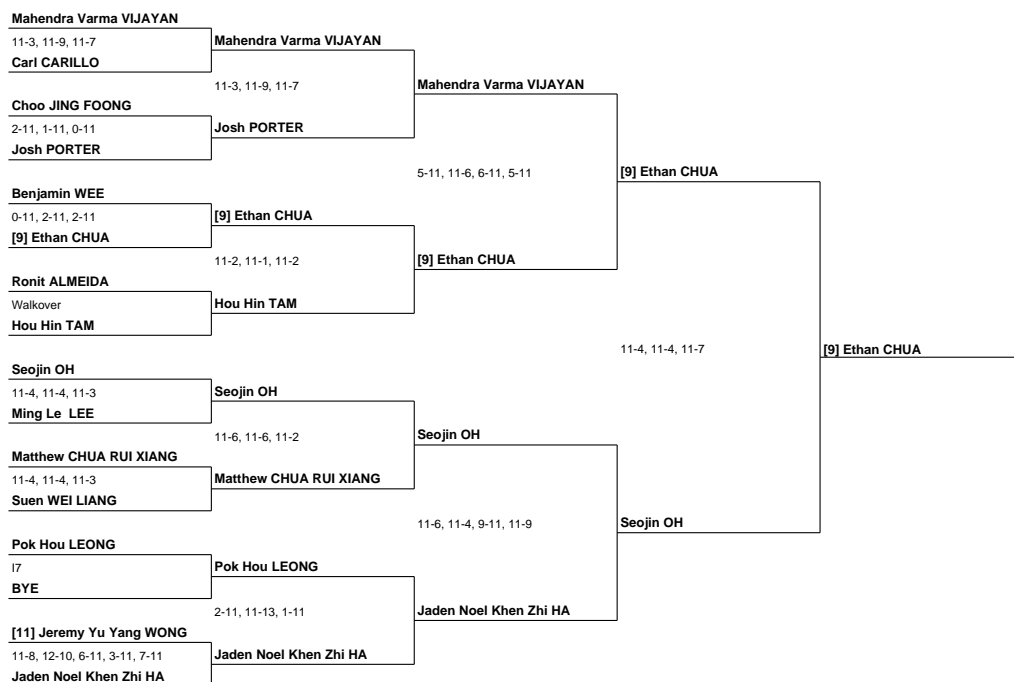 Mahendra Varma VIJAYAN
11-3, 11-9, 11-7
Carl CARILLO
Choo JING FOONG
2-11, 1-11, 0-11
Josh PORTER
Benjamin WEE
0-11, 2-11, 2-11
[9] Ethan CHUA
Ronit ALMEIDA
Walkover
Hou Hin TAM
Seojin OH
11-4, 11-4, 11-3
Ming Le  LEE
Matthew CHUA RUI XIANG
11-4, 11-4, 11-3
Suen WEI LIANG
Pok Hou LEONG
I7
BYE
[11] Jeremy Yu Yang WONG
11-8, 12-10, 6-11, 3-11, 7-11
Jaden Noel Khen Zhi HA
Mahendra Varma VIJAYAN
11-3, 11-9, 11-7
Josh PORTER
[9] Ethan CHUA
11-2, 11-1, 11-2
Hou Hin TAM
Seojin OH
11-6, 11-6, 11-2
Matthew CHUA RUI XIANG
Pok Hou LEONG
2-11, 11-13, 1-11
Jaden Noel Khen Zhi HA
Mahendra Varma VIJAYAN
5-11, 11-6, 6-11, 5-11
[9] Ethan CHUA
Seojin OH
11-6, 11-4, 9-11, 11-9
Jaden Noel Khen Zhi HA
[9] Ethan CHUA
11-4, 11-4, 11-7
Seojin OH
[9] Ethan CHUA